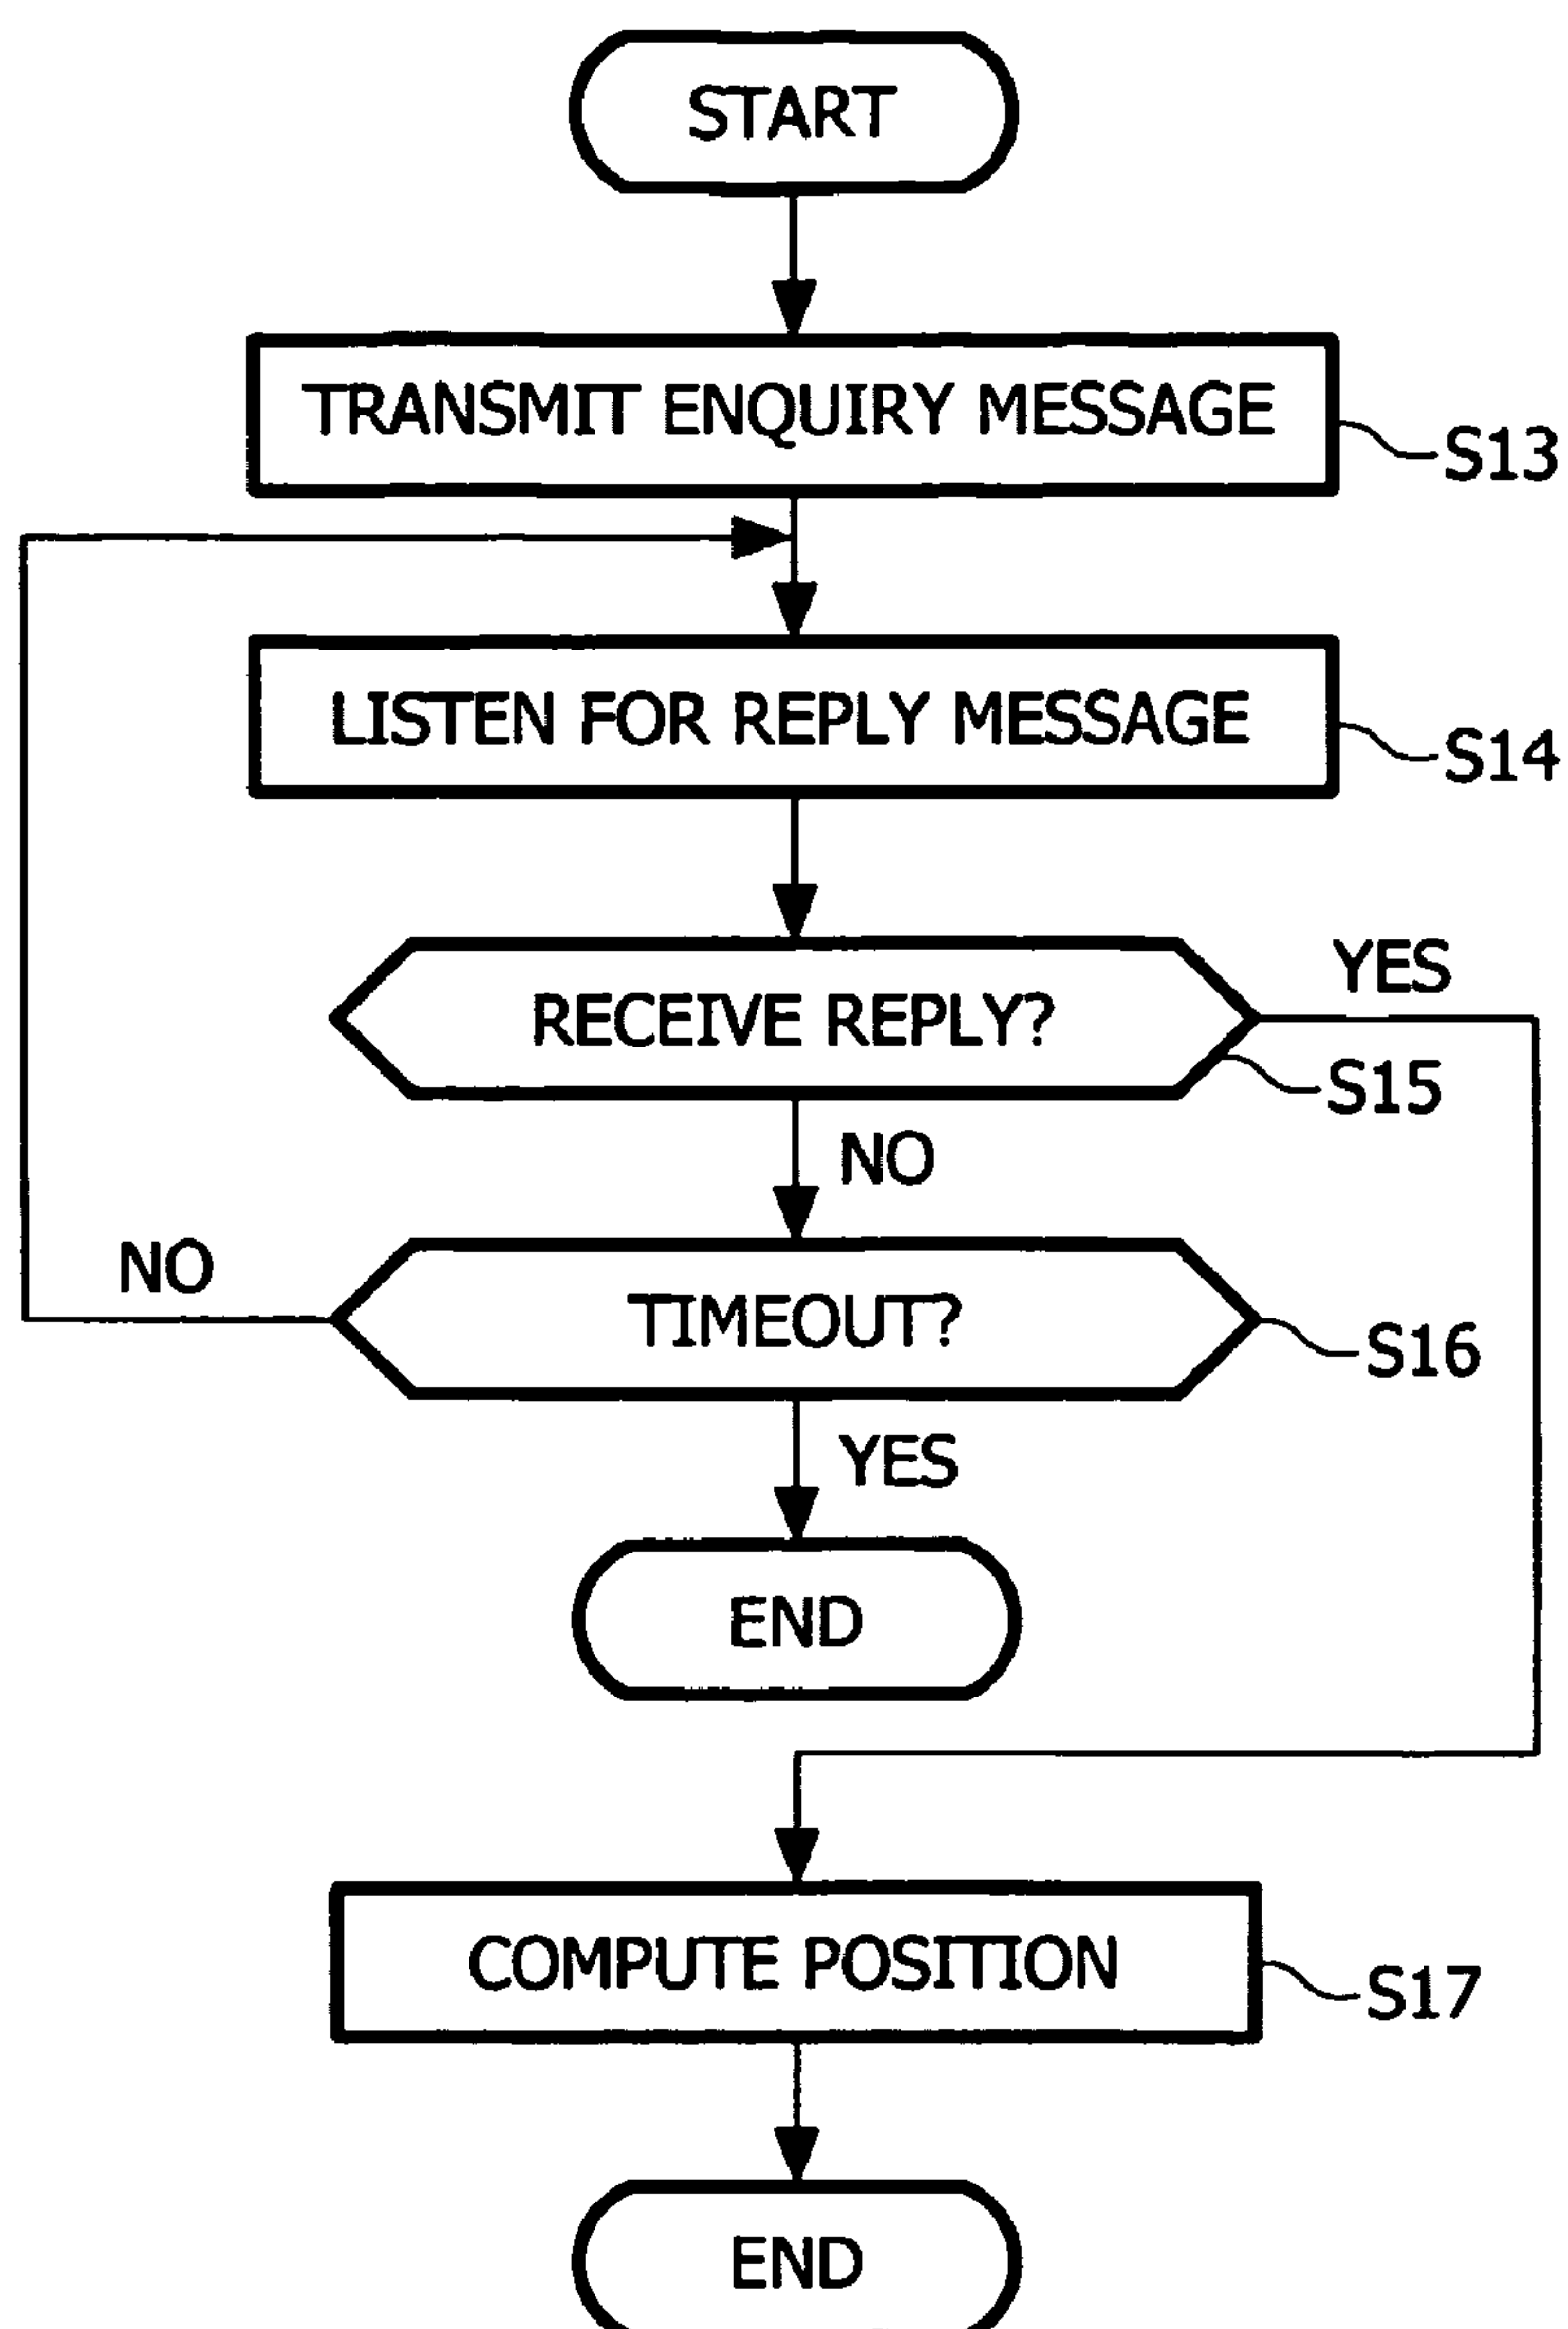 START
TRANSMIT ENQUIRY MESSAGE
S13
LISTEN FOR REPLY MESSAGE
S14
YES
RECEIVE REPLY?
S15
NO
NO
TIMEOUT?
S16
YES
END
COMPUTE POSITION
S17
END